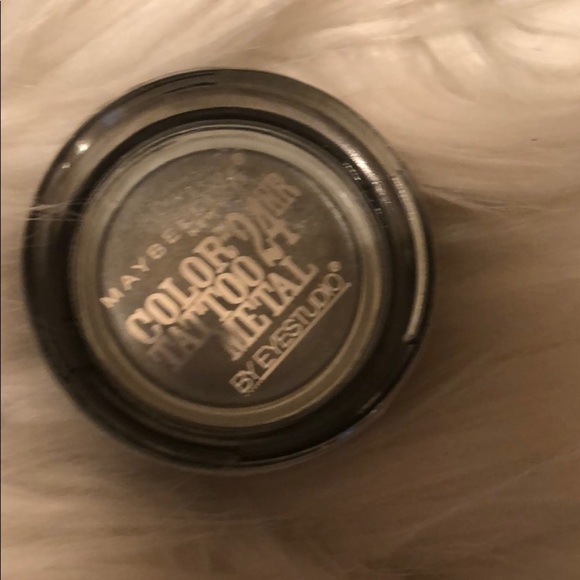 MAYBELLINE
COLOR 24HR
TATTOO
METAL
BY EYESTUDIO®